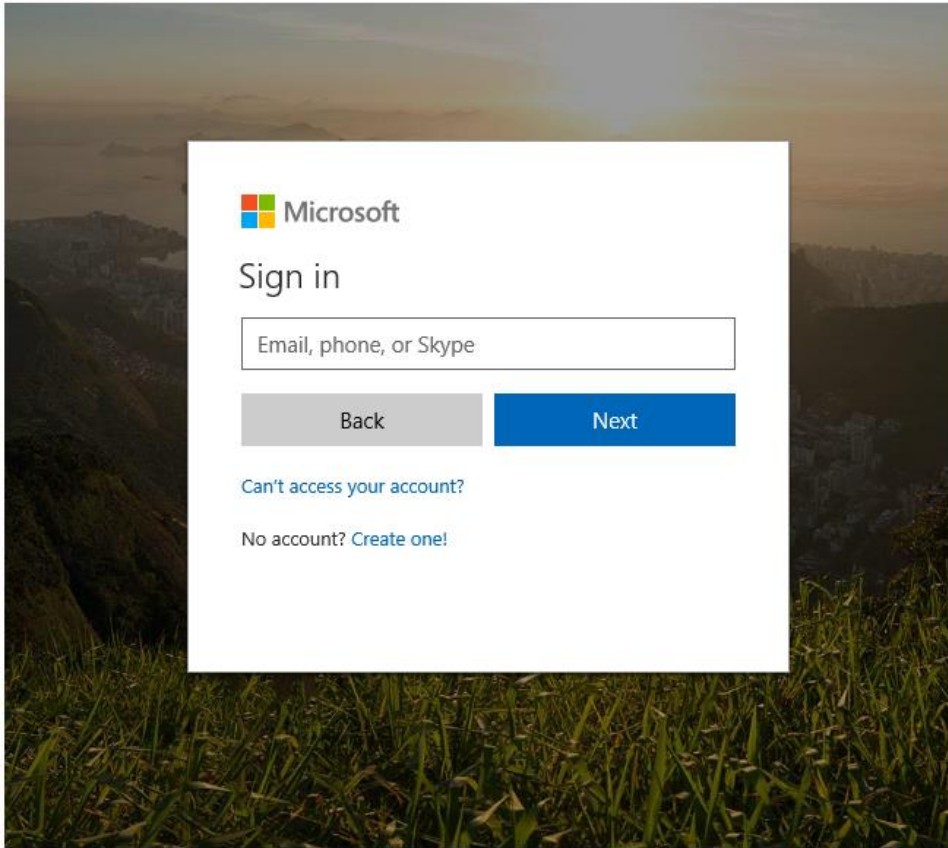 Microsoft
Sign in
Email, phone, or Skype
Back Next
Can't access your account?
No account? Create one!